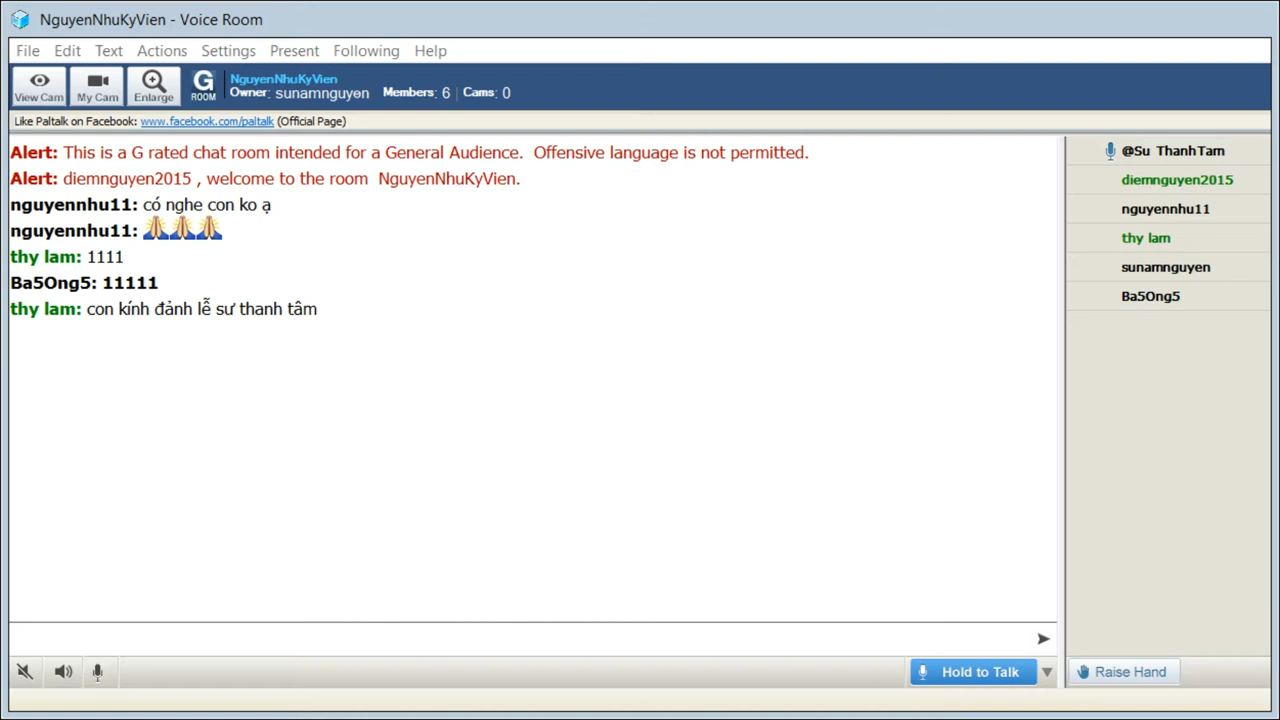 NguyenNhuKyVien - Voice Room
File Edit Text Actions Settings Present Following Help
View Cam My Cam Enlarge G ROOM
NguyenNhuKyVien
Owner: sunamnguyen Members: 6 Cams: 0
Like Paltalk on Facebook: www.facebook.com/paltalk (Official Page)
Alert: This is a G rated chat room intended for a General Audience. Offensive language is not permitted.
Alert: diemnguyen2015 , welcome to the room NguyenNhuKyVien.
nguyennhu11: có nghe con ko ạ
nguyennhu11: 🙏🙏🙏
thy lam: 1111
Ba5Ong5: 11111
thy lam: con kính đảnh lễ sư thanh tâm
@Su ThanhTam
diemnguyen2015
nguyennhu11
thy lam
sunamnguyen
Ba5Ong5
Hold to Talk
Raise Hand